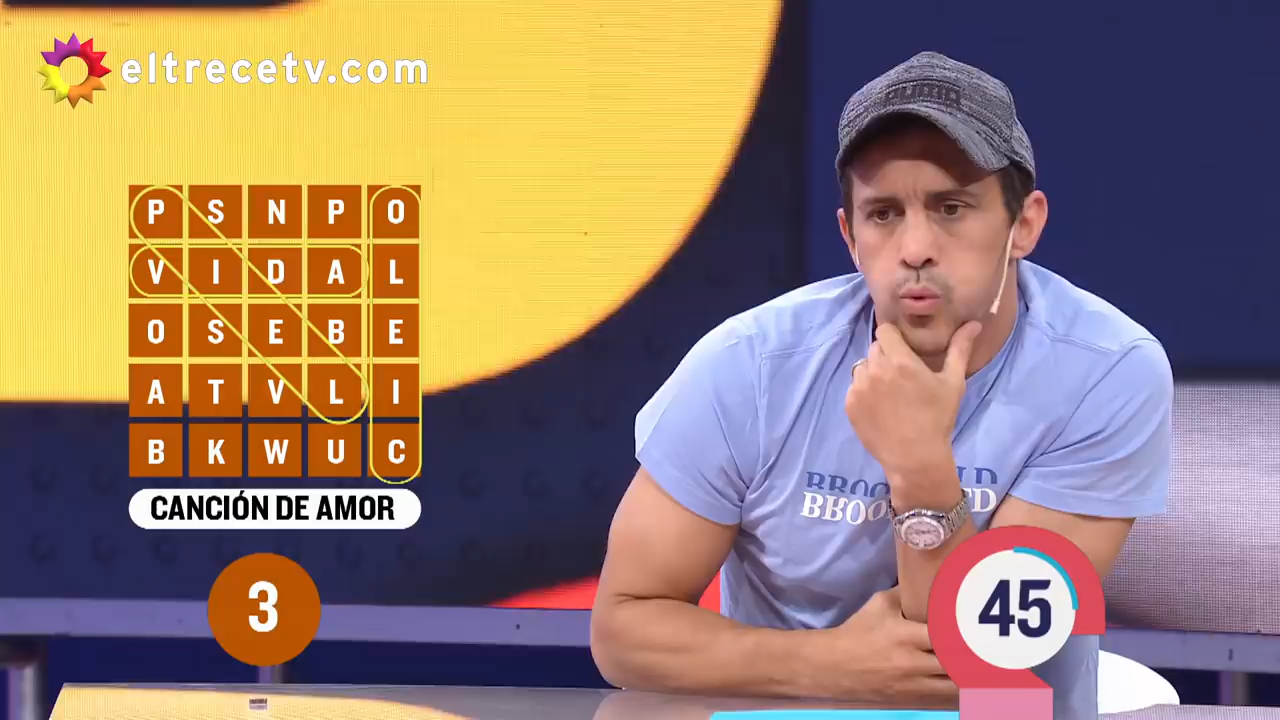 eltrecetv.com
P S N P O
V I D A L
O S E B E
A T V L I
B K W U C
CANCIÓN DE AMOR
3
45